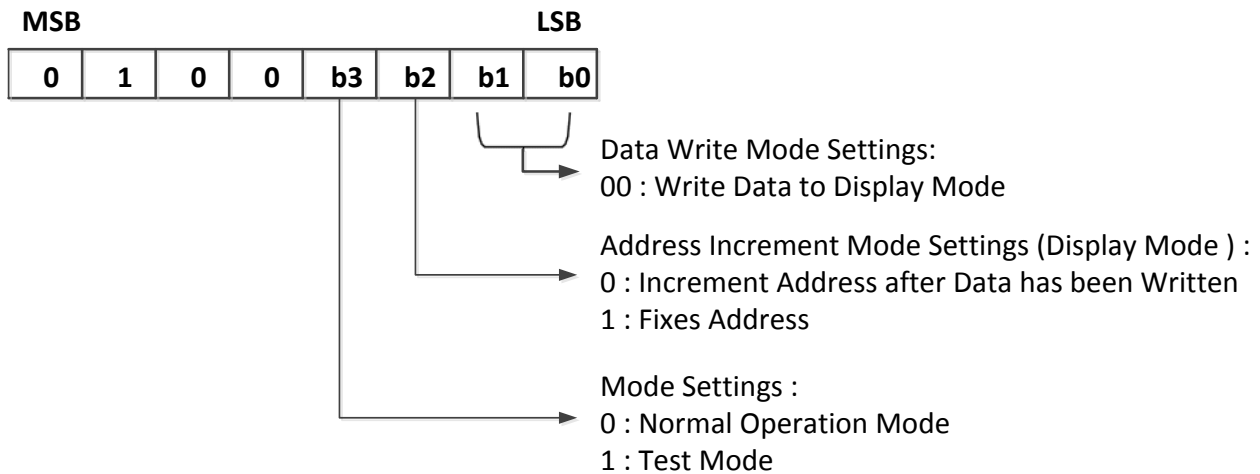 MSB LSB
0 1 0 0 b3 b2 b1 b0
Data Write Mode Settings:
00 : Write Data to Display Mode
Address Increment Mode Settings (Display Mode ) :
0 : Increment Address after Data has been Written
1 : Fixes Address
Mode Settings :
0 : Normal Operation Mode
1 : Test Mode